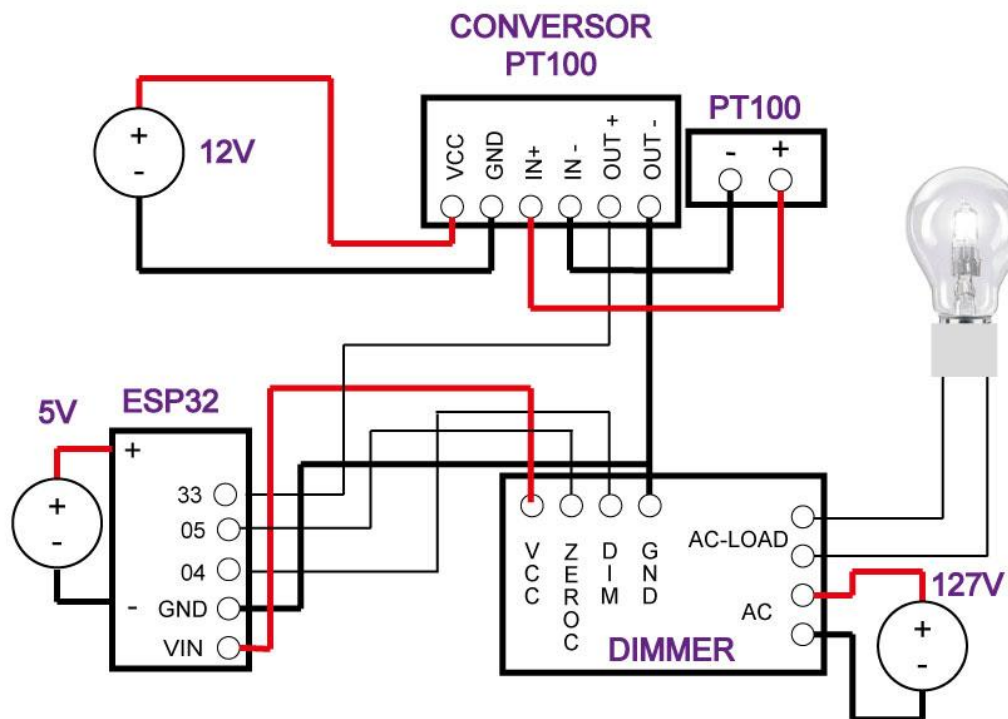 CONVERSOR
PT100
PT100
12V
+
-
VCC
GND
IN+
IN -
OUT +
OUT -
-
+
ESP32
5V
+
-
+
-
33
05
04
GND
VIN
VCC
ZEROC
DIM
GND
AC-LOAD
AC
DIMMER
127V
+
-